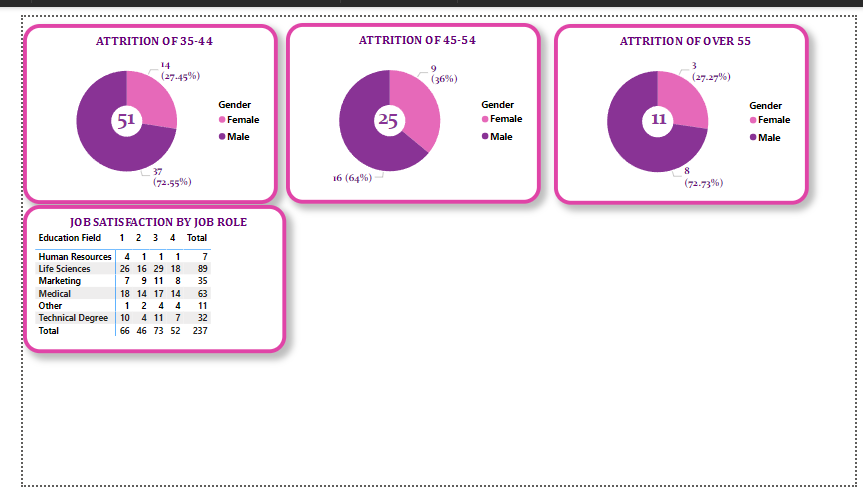 ATTRITION OF 35-44
14
(27.45%)
51
37
(72.55%)
Gender
Female
Male
ATTRITION OF 45-54
9
(36%)
25
16 (64%)
Gender
Female
Male
ATTRITION OF OVER 55
3
(27.27%)
11
8
(72.73%)
Gender
Female
Male
JOB SATISFACTION BY JOB ROLE
Education Field 1 2 3 4 Total
Human Resources 4 1 1 1 7
Life Sciences 26 16 29 18 89
Marketing 7 9 11 8 35
Medical 18 14 17 14 63
Other 1 2 4 4 11
Technical Degree 10 4 11 7 32
Total 66 46 73 52 237